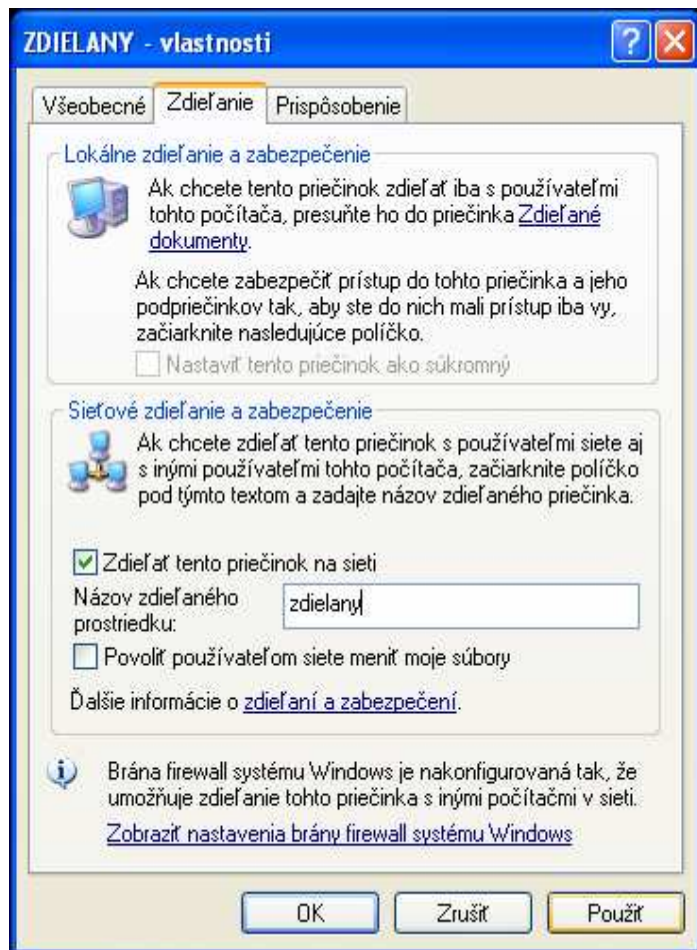 ZDIELANY - vlastnosti
Všeobecné
Zdieľanie
Prispôsobenie
Lokálne zdieľanie a zabezpečenie
Ak chcete tento priečinok zdieľať iba s používateľmi
tohto počítača, presuňte ho do priečinka Zdieľané
dokumenty.
Ak chcete zabezpečiť prístup do tohto priečinka a jeho
podpriečinkov tak, aby ste do nich mali prístup iba vy,
začiarknite nasledujúce políčko.
Nastaviť tento priečinok ako súkromný
Sieťové zdieľanie a zabezpečenie
Ak chcete zdieľať tento priečinok s používateľmi siete aj
s inými používateľmi tohto počítača, začiarknite políčko
pod týmto textom a zadajte názov zdieľaného priečinka.
Zdieľať tento priečinok na sieti
Názov zdieľaného
prostriedku:
zdielany
Povoliť používateľom siete meniť moje súbory
Ďalšie informácie o zdieľaní a zabezpečení.
Brána firewall systému Windows je nakonfigurovaná tak, že
umožňuje zdieľanie tohto priečinka s inými počítačmi v sieti.
Zobraziť nastavenia brány firewall systému Windows
OK
Zrušiť
Použiť